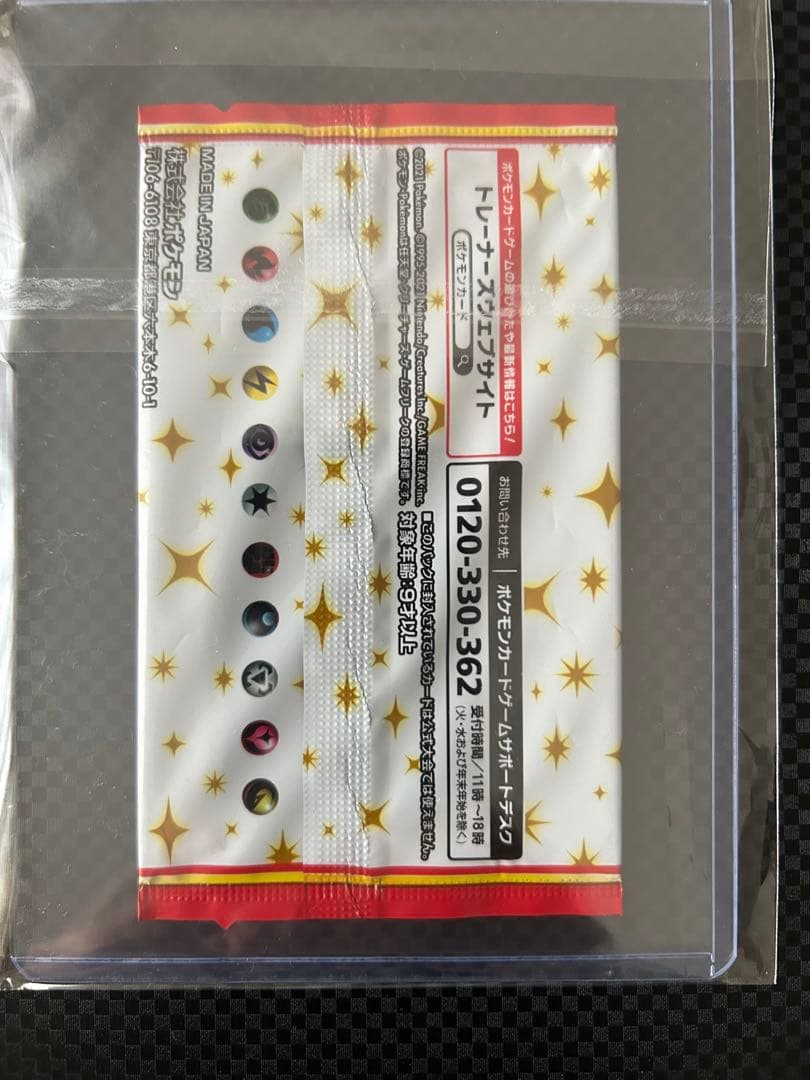 ポケモンカードゲームの遊びかたや最新情報はこちら!
トレーナーズウェブサイト
ポケモンカード
お問い合わせ先 ポケモンカードゲームサポートデスク
0120-330-362 受付時間/11時～18時
(火・水および年末年始を除く)
■このパックに封入されているカードは公式大会では使えません。
対象年齢:9才以上
©2021 Pokémon. ©1995-2021 Nintendo/Creatures Inc./GAME FREAK inc.
ポケモン・Pokémonは任天堂・クリーチャーズ・ゲームフリークの登録商標です。
MADE IN JAPAN
株式会社ポケモン
〒106-6108 東京都港区六本木6-10-1